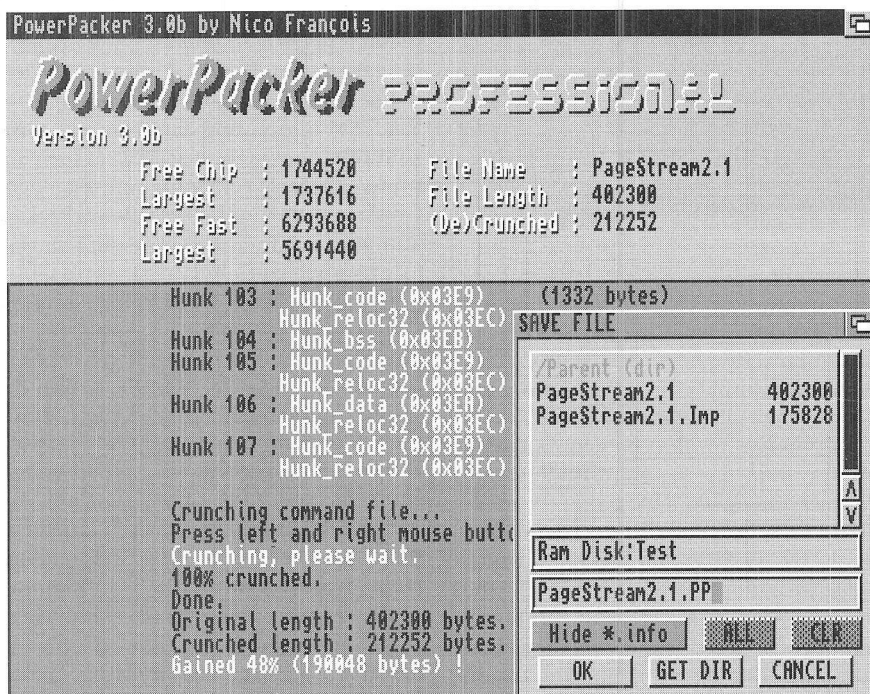 PowerPacker 3.0b by Nico François
PowerPacker PROFESSIONAL
Version 3.0b
Free Chip : 1744520
Largest : 1737616
Free Fast : 6293688
Largest : 5691440
File Name : PageStream2.1
File Length : 402300
(De)Crunched : 212252
Hunk 103 : Hunk_code (0x03E9) (1332 bytes)
Hunk_reloc32 (0x03EC)
Hunk 104 : Hunk_bss (0x03EB)
Hunk 105 : Hunk_code (0x03E9)
Hunk_reloc32 (0x03EC)
Hunk 106 : Hunk_data (0x03EA)
Hunk_reloc32 (0x03EC)
Hunk 107 : Hunk_code (0x03E9)
Hunk_reloc32 (0x03EC)
Crunching command file...
Press left and right mouse butto
Crunching, please wait.
100% crunched.
Done.
Original length : 402300 bytes.
Crunched length : 212252 bytes.
Gained 48% (190048 bytes) !
SAVE FILE
/Parent (dir)
PageStream2.1 402300
PageStream2.1.Imp 175828
Ram Disk:Test
PageStream2.1.PP
Hide *.info ALL CLR
OK GET DIR CANCEL